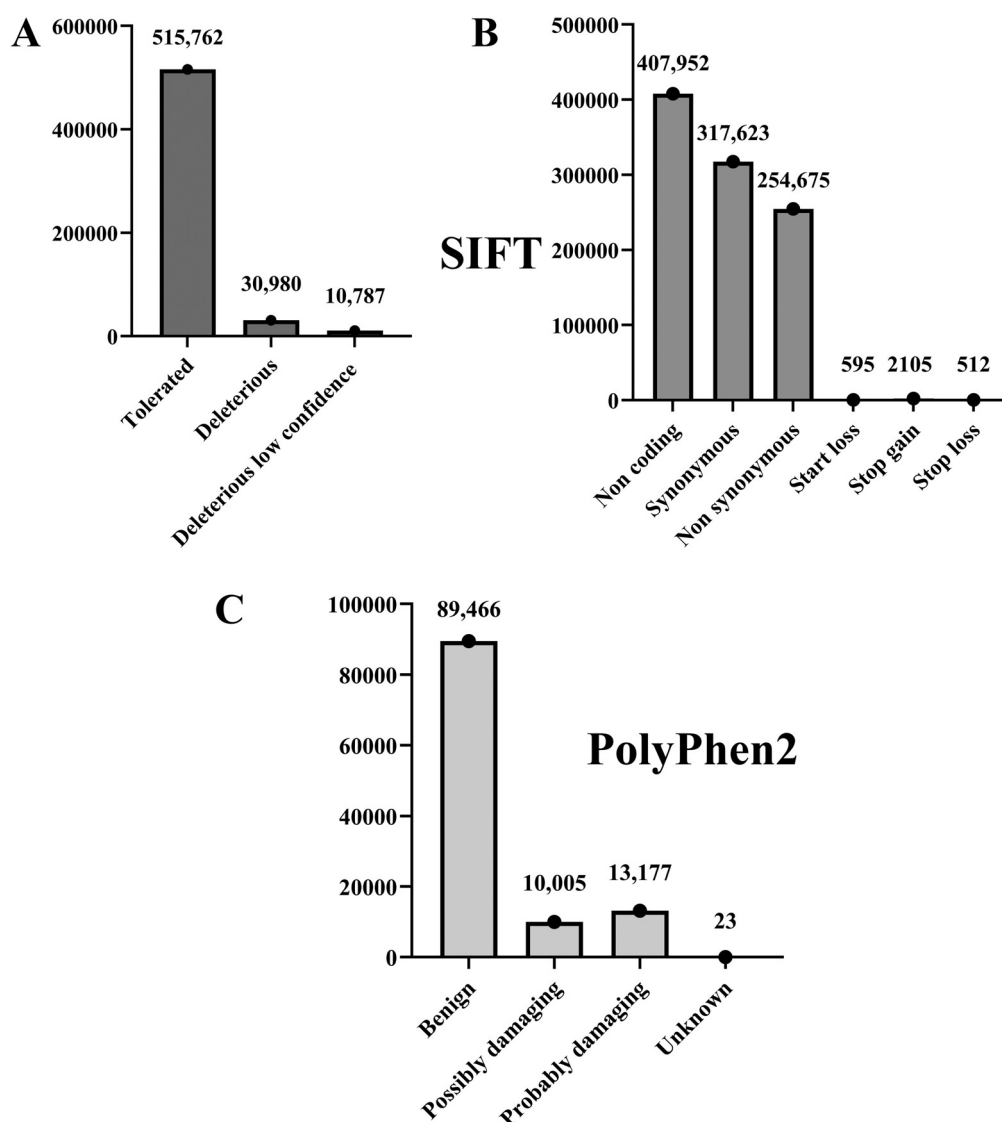 A
600000
400000
200000
0
515,762
30,980
10,787
Tolerated
Deleterious
Deleterious low confidence
B
500000
400000
300000
200000
100000
0
407,952
317,623
254,675
595
2105
512
Non coding
Synonymous
Non synonymous
Start loss
Stop gain
Stop loss
SIFT
C
100000
80000
60000
40000
20000
0
89,466
10,005
13,177
23
Benign
Possibly damaging
Probably damaging
Unknown
PolyPhen2